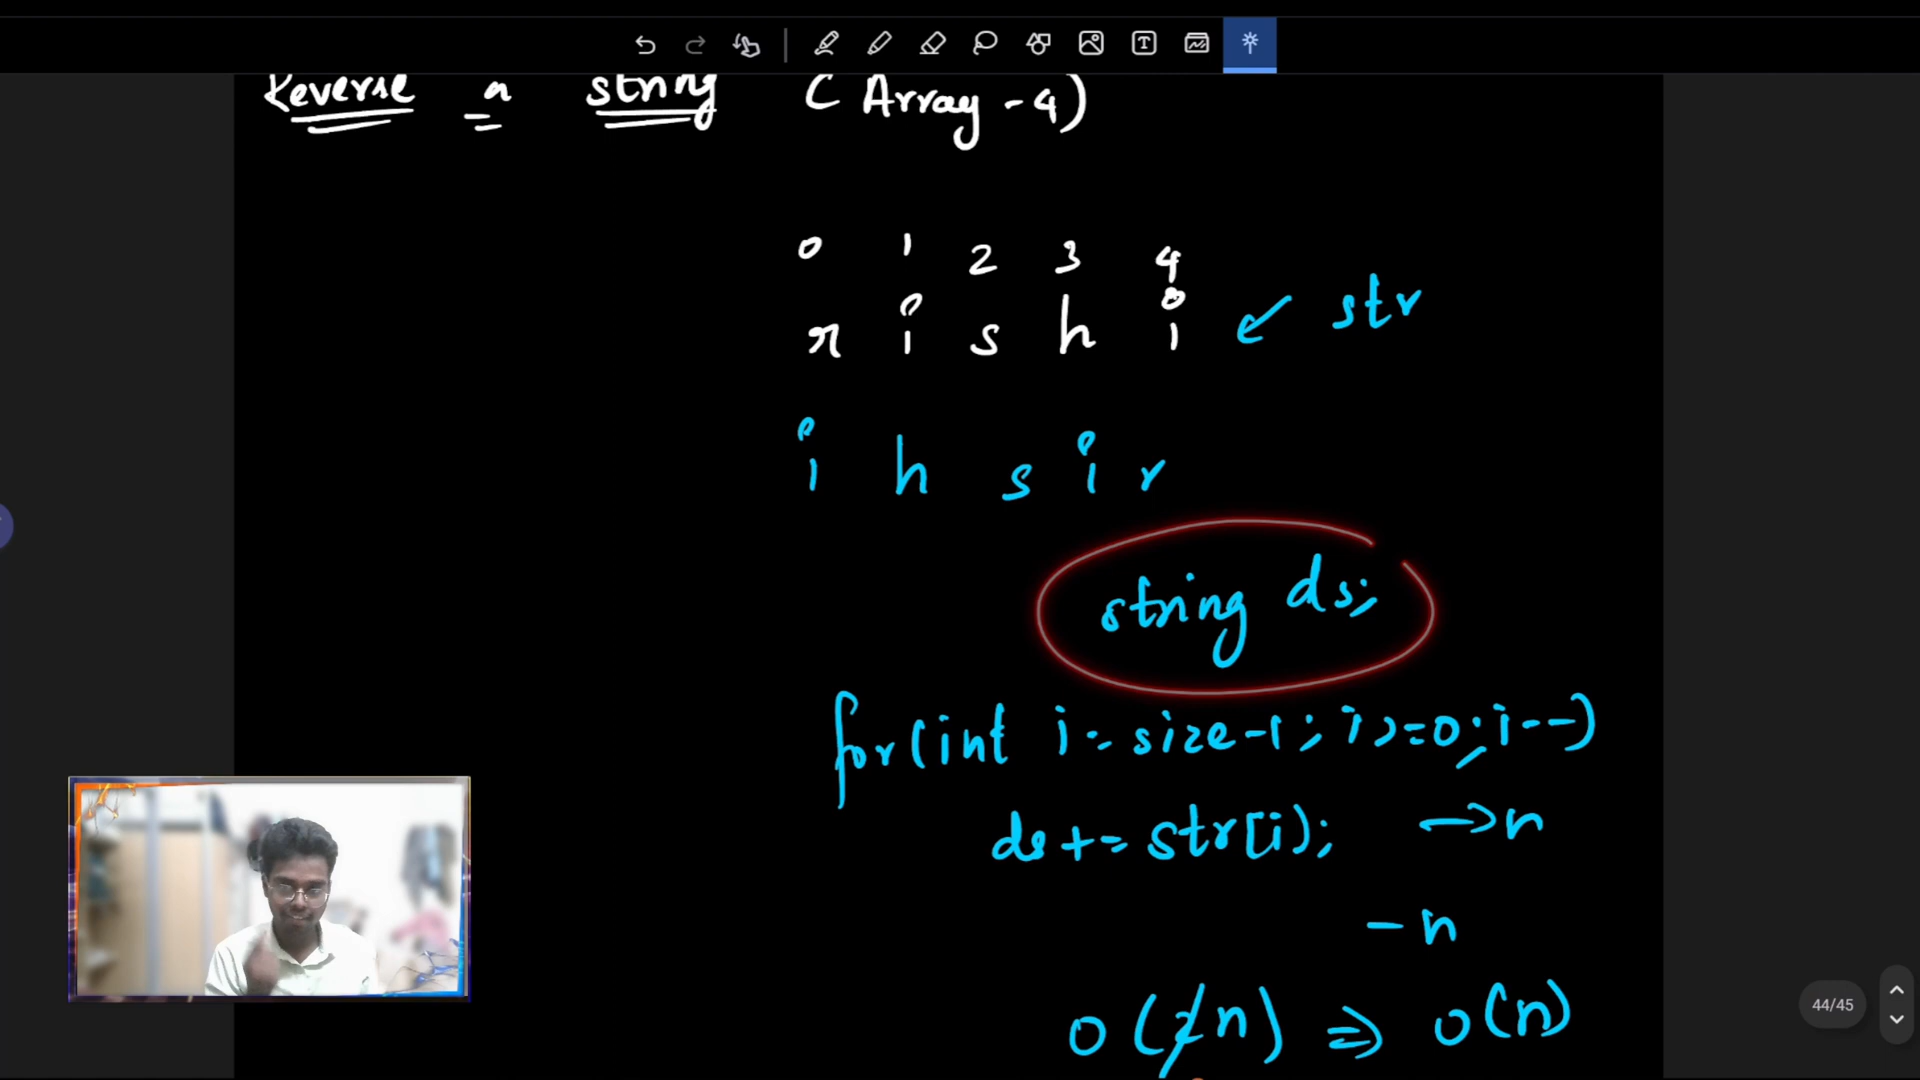 Reverse a string (Array-4)
0 1 2 3 4
r i s h i ✓ str
i h s i r
string ds;
for(int i=size-1; i>=0; i--)
ds += str[i]; → n
- n
O(2n) ⇒ O(n)
44/45